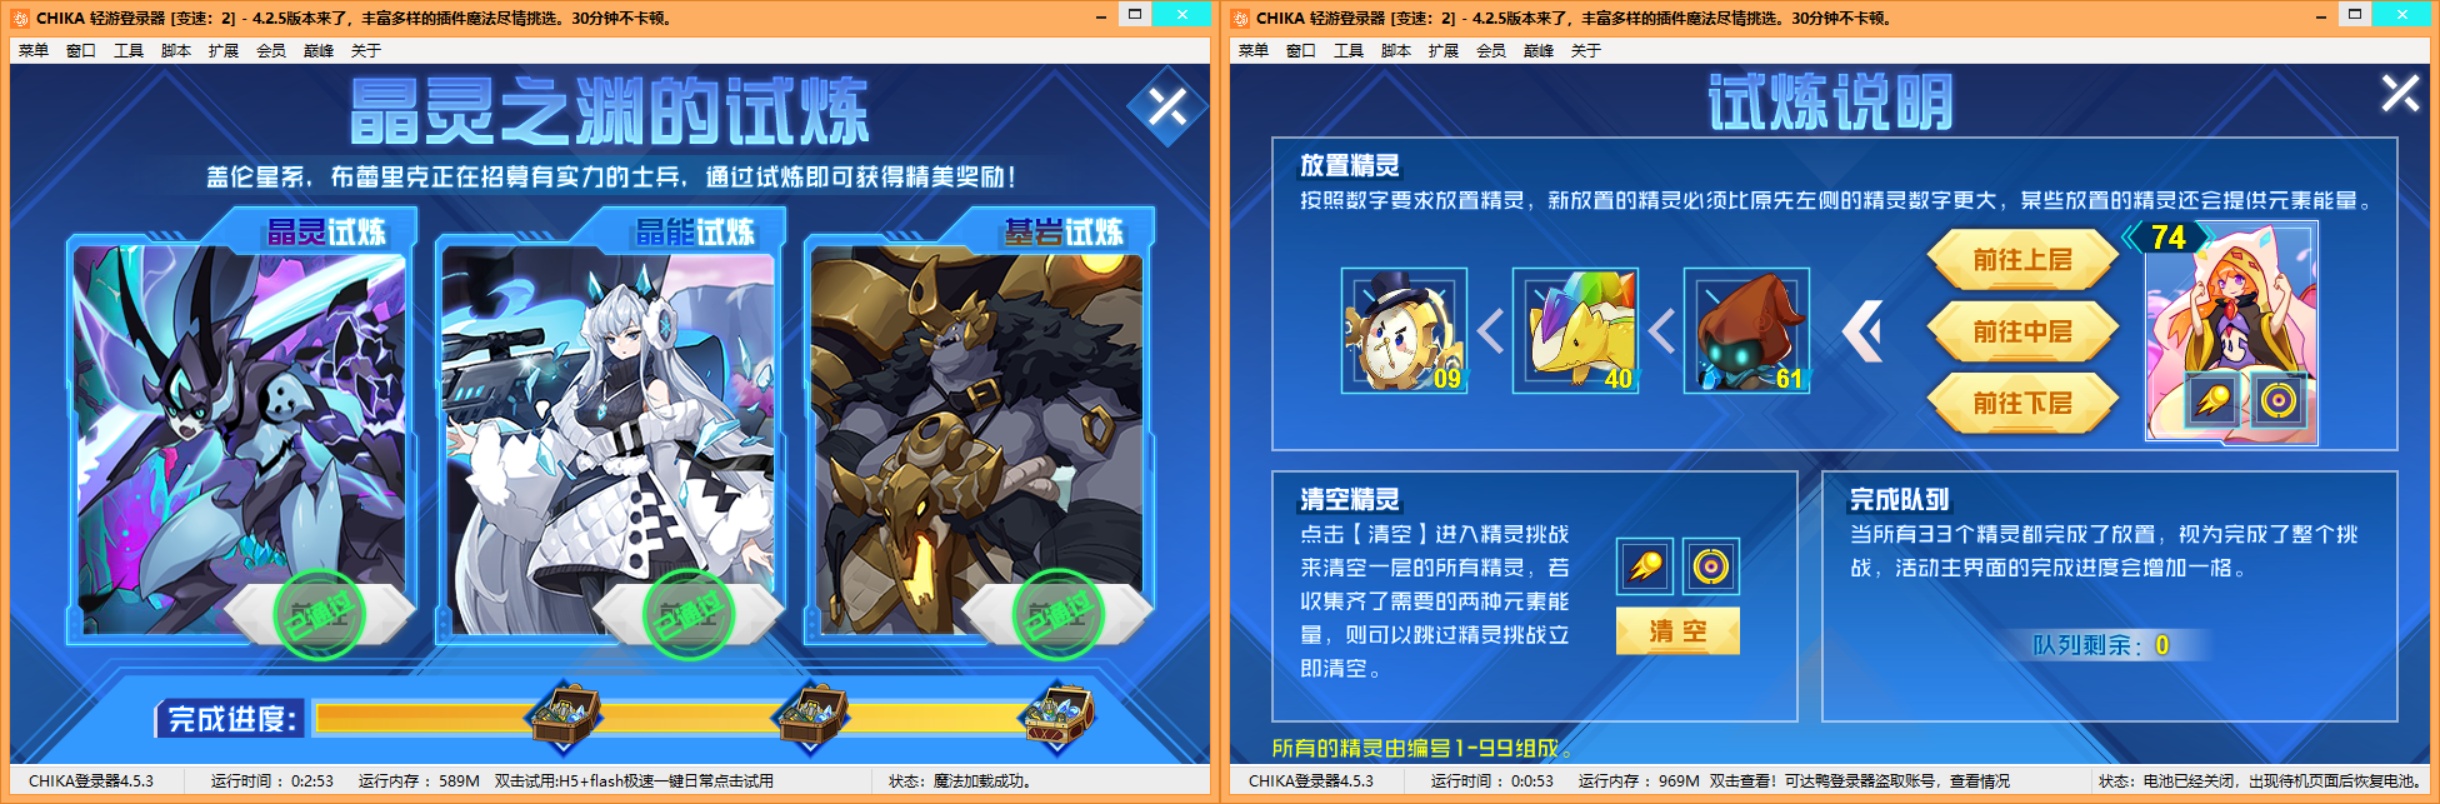 CHIKA 轻游登录器 [变速：2] - 4.2.5版本来了，丰富多样的插件魔法尽情挑选。30分钟不卡顿。
菜单 窗口 工具 脚本 扩展 会员 巅峰 关于
晶灵之渊的试炼
盖伦星系，布蕾里克正在招募有实力的士兵，通过试炼即可获得精美奖励！
晶灵试炼
晶能试炼
基岩试炼
已通过
已通过
已通过
完成进度：
CHIKA登录器4.5.3 运行时间 ：0:2:53 运行内存 ：589M 双击试用:H5+flash极速一键日常点击试用 状态：魔法加载成功。
CHIKA 轻游登录器 [变速：2] - 4.2.5版本来了，丰富多样的插件魔法尽情挑选。30分钟不卡顿。
菜单 窗口 工具 脚本 扩展 会员 巅峰 关于
试炼说明
放置精灵
按照数字要求放置精灵，新放置的精灵必须比原先左侧的精灵数字更大，某些放置的精灵还会提供元素能量。
09
40
61
前往上层
前往中层
前往下层
74
清空精灵
点击【清空】进入精灵挑战
来清空一层的所有精灵，若
收集齐了需要的两种元素能
量，则可以跳过精灵挑战立
即清空。
清空
完成队列
当所有33个精灵都完成了放置，视为完成了整个挑
战，活动主界面的完成进度会增加一格。
队列剩余：0
所有的精灵由编号1-99组成。
CHIKA登录器4.5.3 运行时间 ：0:0:53 运行内存 ：969M 双击查看！可达鸭登录器盗取账号，查看情况 状态：电池已经关闭，出现待机页面后恢复电池。